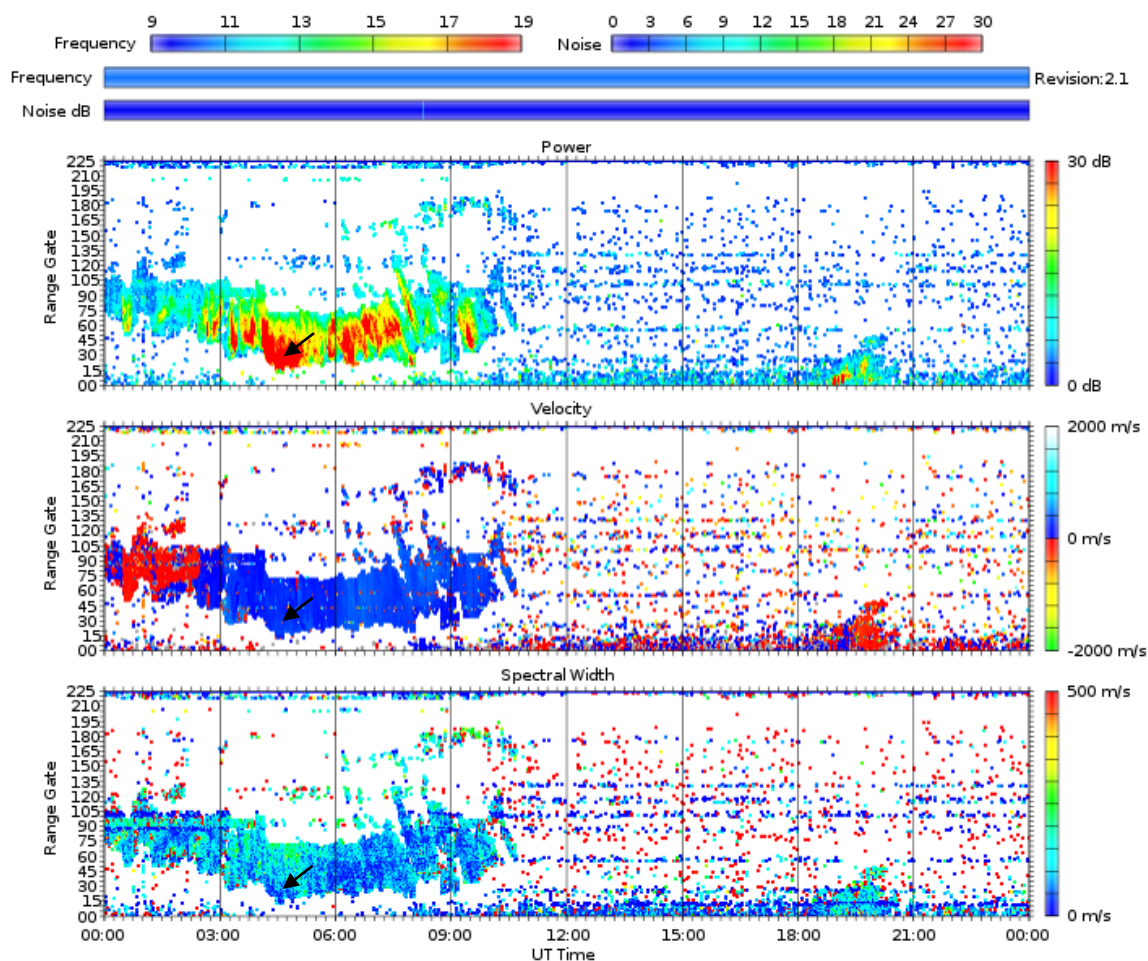 9 11 13 15 17 19 0 3 6 9 12 15 18 21 24 27 30
Frequency Noise
Frequency Revision:2.1
Noise dB
Power
225 30 dB
210
195
180
165
150
135
120
105
90
75
60
45
30
15
00 0 dB
Range Gate
Velocity
225 2000 m/s
210
195
180
165
150
135
120
105 0 m/s
90
75
60
45
30
15
00 -2000 m/s
Range Gate
Spectral Width
225 500 m/s
210
195
180
165
150
135
120
105
90
75
60
45
30
15
00 0 m/s
Range Gate
00:00 03:00 06:00 09:00 12:00 15:00 18:00 21:00 00:00
UT Time